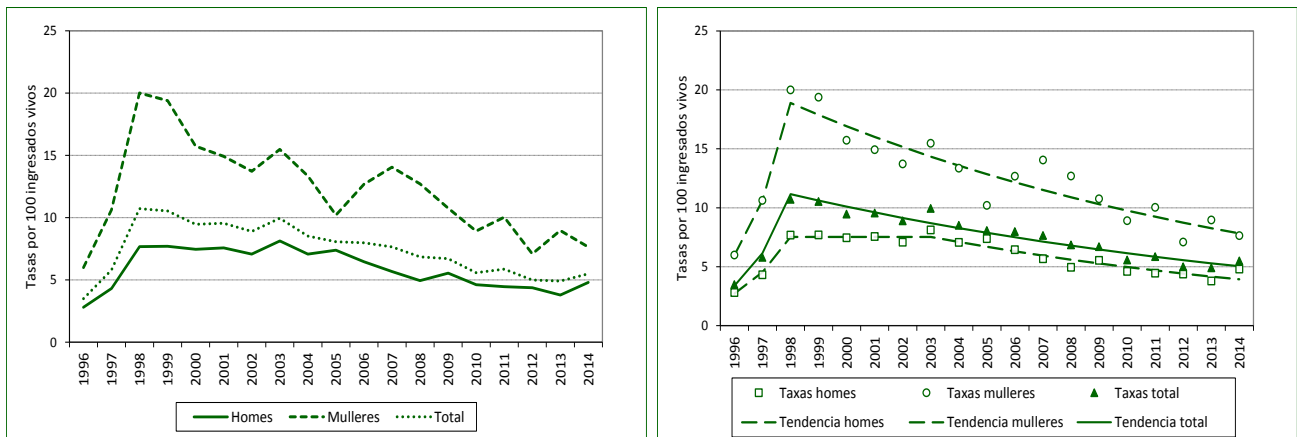 25
20
15
10
5
0
Tasas por 100 ingresados vivos
1996 1997 1998 1999 2000 2001 2002 2003 2004 2005 2006 2007 2008 2009 2010 2011 2012 2013 2014
Homes Mulleres Total
25
20
15
10
5
0
Tasas por 100 ingresados vivos
1996 1997 1998 1999 2000 2001 2002 2003 2004 2005 2006 2007 2008 2009 2010 2011 2012 2013 2014
Taxas homes Taxas mulleres Taxas total
Tendencia homes Tendencia mulleres Tendencia total